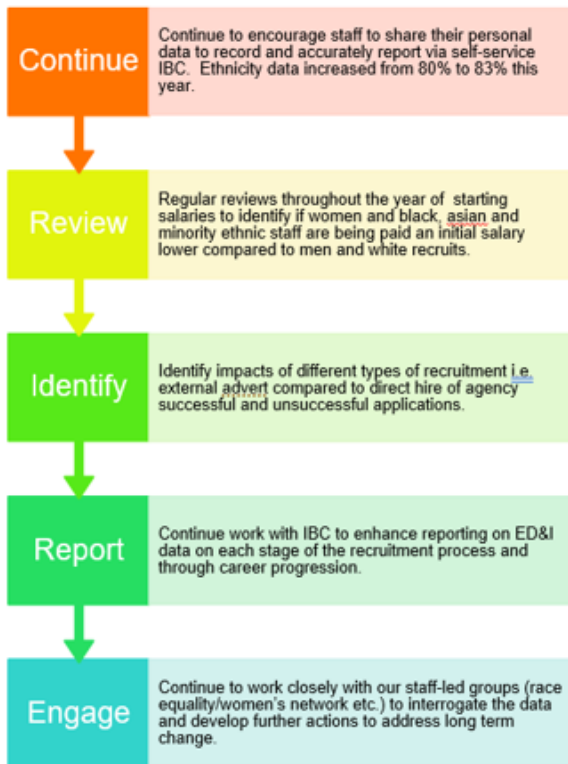 Continue
Continue to encourage staff to share their personal
data to record and accurately report via self-service
IBC.  Ethnicity data increased from 80% to 83% this
year.
Review
Regular reviews throughout the year of  starting
salaries to identify if women and black, asian and
minority ethnic staff are being paid an initial salary
lower compared to men and white recruits.
Identify
Identify impacts of different types of recruitment i.e.
external advert compared to direct hire of agency
successful and unsuccessful applications.
Report
Continue work with IBC to enhance reporting on ED&I
data on each stage of the recruitment process and
through career progression.
Engage
Continue to work closely with our staff-led groups (race
equality/women's network etc.) to interrogate the data
and develop further actions to address long term
change.